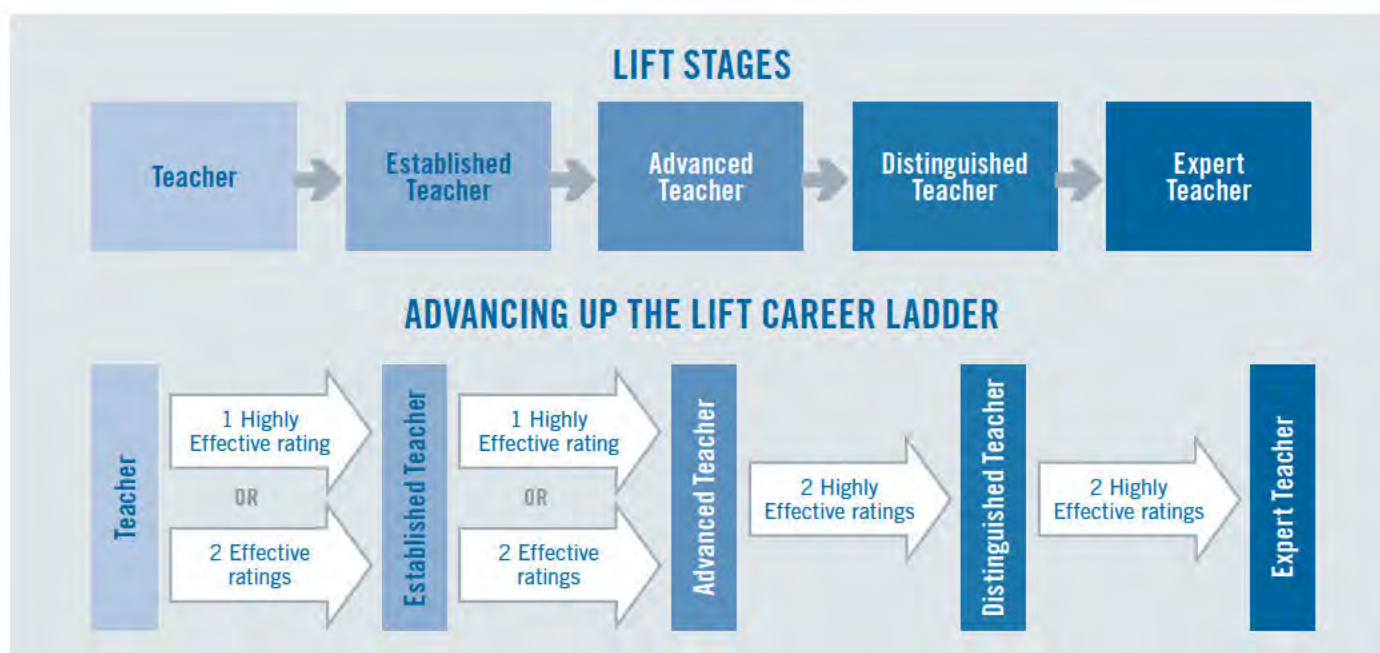 LIFT STAGES
Teacher
Established
Teacher
Advanced
Teacher
Distinguished
Teacher
Expert
Teacher
ADVANCING UP THE LIFT CAREER LADDER
Teacher
1 Highly
Effective rating
OR
2 Effective
ratings
Established Teacher
1 Highly
Effective rating
OR
2 Effective
ratings
Advanced Teacher
2 Highly
Effective ratings
Distinguished Teacher
2 Highly
Effective ratings
Expert Teacher